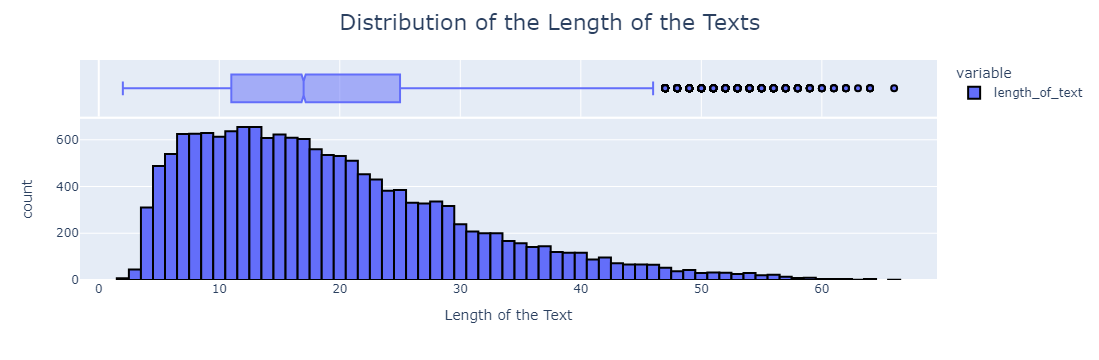 Distribution of the Length of the Texts
variable
length_of_text
600
400
200
0
count
0 10 20 30 40 50 60
Length of the Text